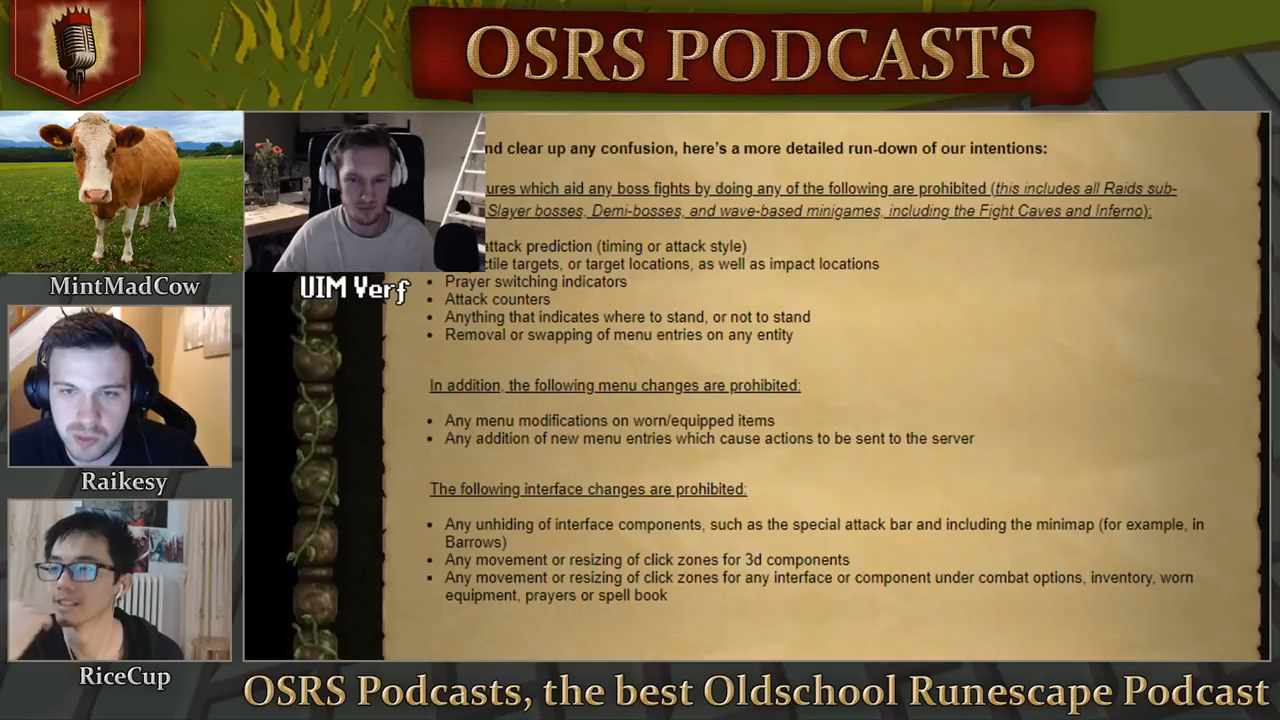 OSRS PODCASTS
MintMadCow
UIM Verf
Raikesy
RiceCup
nd clear up any confusion, here's a more detailed run-down of our intentions:
ures which aid any boss fights by doing any of the following are prohibited (this includes all Raids sub-
Slayer bosses, Demi-bosses, and wave-based minigames, including the Fight Caves and Inferno):
attack prediction (timing or attack style)
ctile targets, or target locations, as well as impact locations
• Prayer switching indicators
• Attack counters
• Anything that indicates where to stand, or not to stand
• Removal or swapping of menu entries on any entity
In addition, the following menu changes are prohibited:
• Any menu modifications on worn/equipped items
• Any addition of new menu entries which cause actions to be sent to the server
The following interface changes are prohibited:
• Any unhiding of interface components, such as the special attack bar and including the minimap (for example, in
Barrows)
• Any movement or resizing of click zones for 3d components
• Any movement or resizing of click zones for any interface or component under combat options, inventory, worn
equipment, prayers or spell book
OSRS Podcasts, the best Oldschool Runescape Podcast